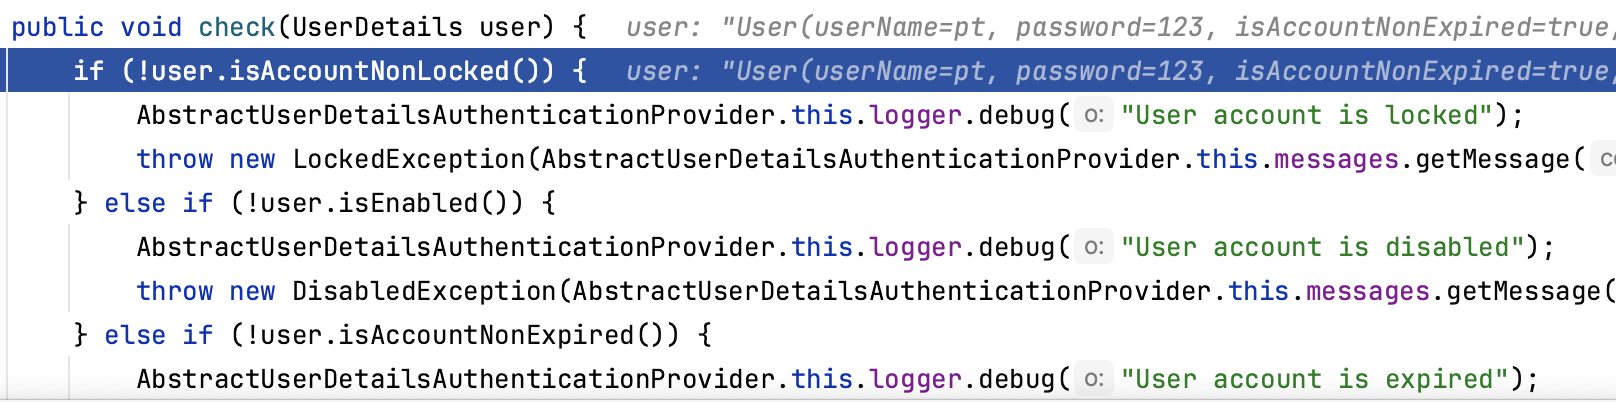 public void check(UserDetails user) {  user: "User(userName=pt, password=123, isAccountNonExpired=true,
if (!user.isAccountNonLocked()) {  user: "User(userName=pt, password=123, isAccountNonExpired=true,
AbstractUserDetailsAuthenticationProvider.this.logger.debug( o: "User account is locked");
throw new LockedException(AbstractUserDetailsAuthenticationProvider.this.messages.getMessage( co
} else if (!user.isEnabled()) {
AbstractUserDetailsAuthenticationProvider.this.logger.debug( o: "User account is disabled");
throw new DisabledException(AbstractUserDetailsAuthenticationProvider.this.messages.getMessage(
} else if (!user.isAccountNonExpired()) {
AbstractUserDetailsAuthenticationProvider.this.logger.debug( o: "User account is expired");